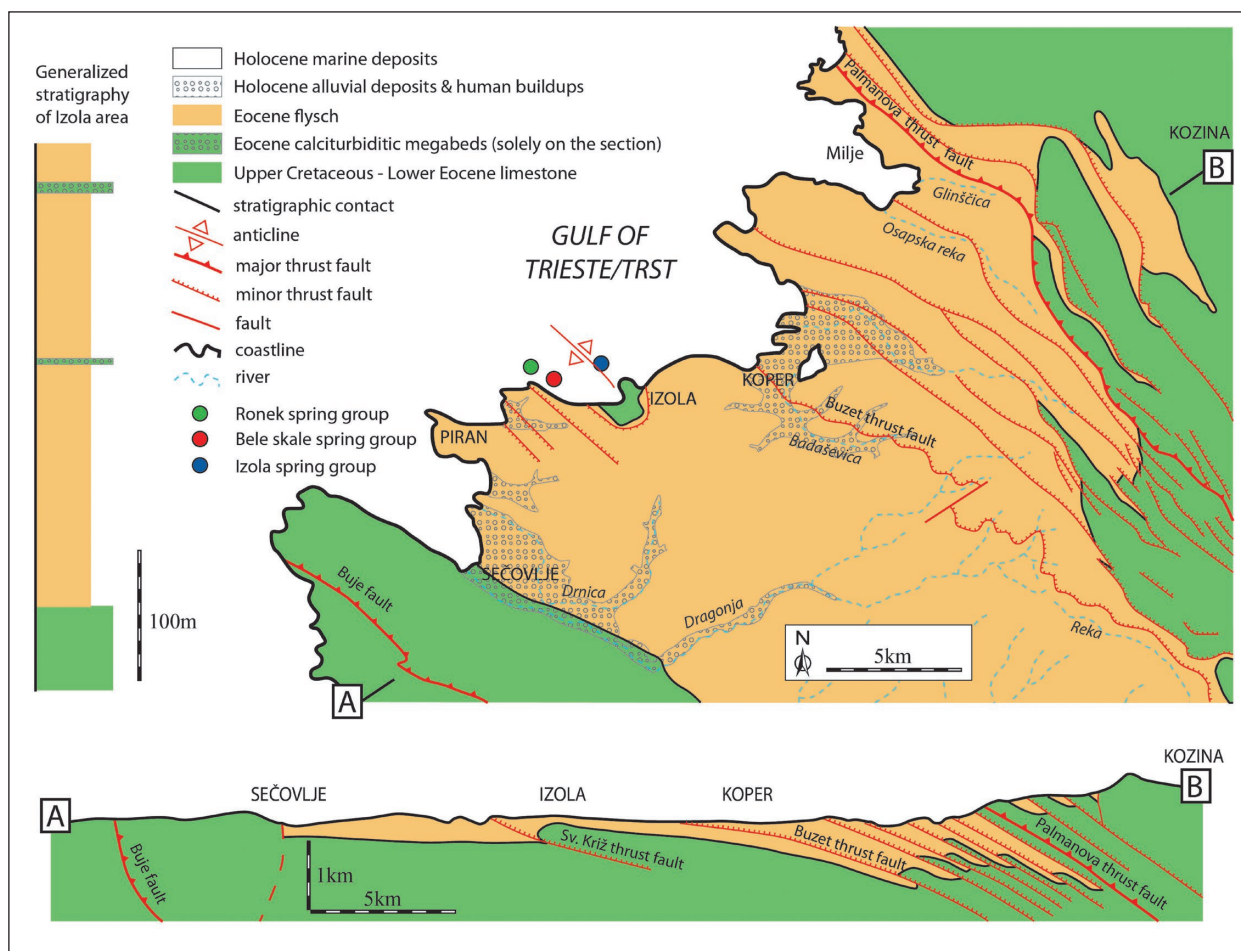 Generalized
stratigraphy
of Izola area
100m
Holocene marine deposits
Holocene alluvial deposits & human buildups
Eocene flysch
Eocene calciturbiditic megabeds (solely on the section)
Upper Cretaceous - Lower Eocene limestone
stratigraphic contact
anticline
major thrust fault
minor thrust fault
fault
coastline
river
Ronek spring group
Bele skale spring group
Izola spring group
GULF OF
TRIESTE/TRST
Palmanova thrust fault
Milje
Glinščica
Osapska reka
KOZINA
B
KOPER
IZOLA
Buzet thrust fault
Badaševica
PIRAN
SEČOVLJE
Drnica
Dragonja
Reka
Buje fault
A
N
5km
A
SEČOVLJE
IZOLA
KOPER
KOZINA
B
Buje fault
Sv. Križ thrust fault
Buzet thrust fault
Palmanova thrust fault
1km
5km